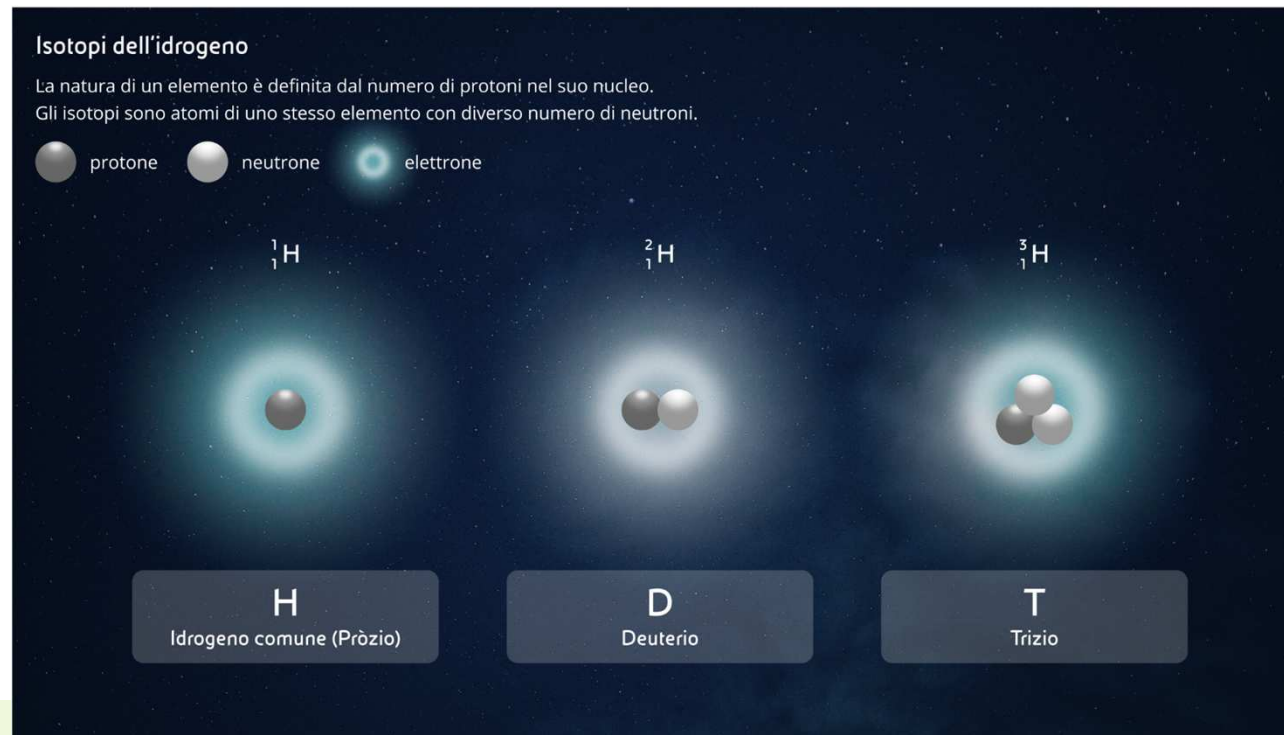 Isotopi dell'idrogeno
La natura di un elemento è definita dal numero di protoni nel suo nucleo.
Gli isotopi sono atomi di uno stesso elemento con diverso numero di neutroni.
protone neutrone elettrone
¹₁H ²₁H ³₁H
H D T
Idrogeno comune (Pròzio) Deuterio Trizio